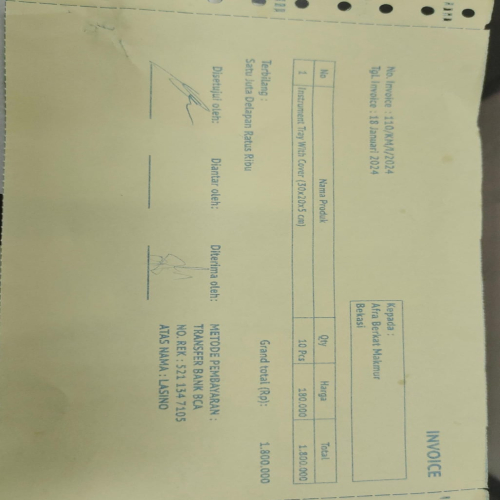 INVOICE
No. Invoice : 110/KM/I/2024
Tgl. Invoice : 18 Januari 2024
Kepada :
Afra Berkat Makmur
Bekasi
No Nama Produk Qty Harga Total
1 Instrument Tray With Cover (30x20x5 cm) 10 Pcs 180.000 1.800.000
Terbilang : Grand total (Rp): 1.800.000
Satu Juta Delapan Ratus Ribu
Disetujui oleh: Diantar oleh: Diterima oleh:
METODE PEMBAYARAN :
TRANSFER BANK BCA
NO. REK : 521 134 7105
ATAS NAMA : LASINO